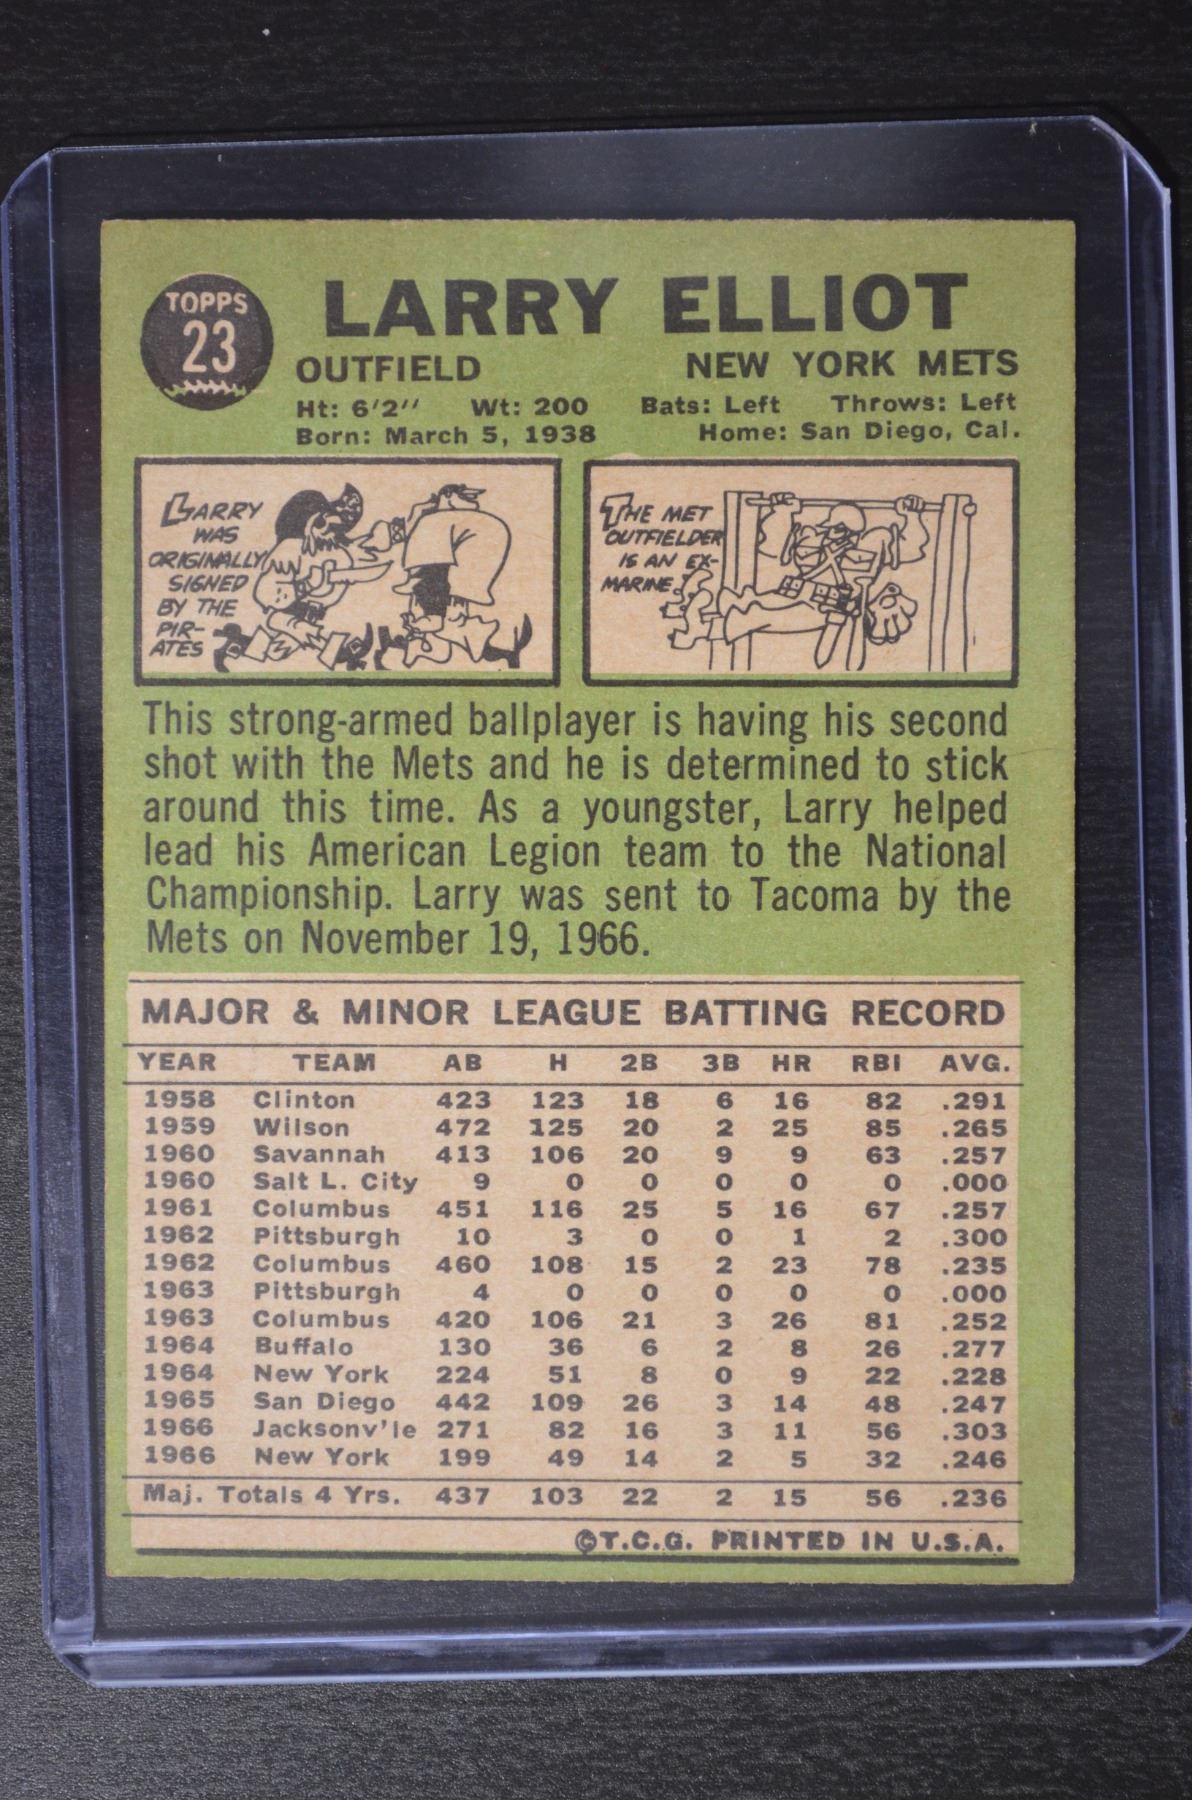 TOPPS
23
LARRY ELLIOT
OUTFIELD NEW YORK METS
Ht: 6'2'' Wt: 200 Bats: Left Throws: Left
Born: March 5, 1938 Home: San Diego, Cal.
LARRY
WAS
ORIGINALLY
SIGNED
BY THE
PIR-
ATES
THE MET
OUTFIELDER
IS AN EX-
MARINE.
This strong-armed ballplayer is having his second
shot with the Mets and he is determined to stick
around this time. As a youngster, Larry helped
lead his American Legion team to the National
Championship. Larry was sent to Tacoma by the
Mets on November 19, 1966.
MAJOR & MINOR LEAGUE BATTING RECORD
YEAR TEAM AB H 2B 3B HR RBI AVG.
1958 Clinton 423 123 18 6 16 82 .291
1959 Wilson 472 125 20 2 25 85 .265
1960 Savannah 413 106 20 9 9 63 .257
1960 Salt L. City 9 0 0 0 0 0 .000
1961 Columbus 451 116 25 5 16 67 .257
1962 Pittsburgh 10 3 0 0 1 2 .300
1962 Columbus 460 108 15 2 23 78 .235
1963 Pittsburgh 4 0 0 0 0 0 .000
1963 Columbus 420 106 21 3 26 81 .252
1964 Buffalo 130 36 6 2 8 26 .277
1964 New York 224 51 8 0 9 22 .228
1965 San Diego 442 109 26 3 14 48 .247
1966 Jacksonv'le 271 82 16 3 11 56 .303
1966 New York 199 49 14 2 5 32 .246
Maj. Totals 4 Yrs. 437 103 22 2 15 56 .236
©T.C.G. PRINTED IN U.S.A.